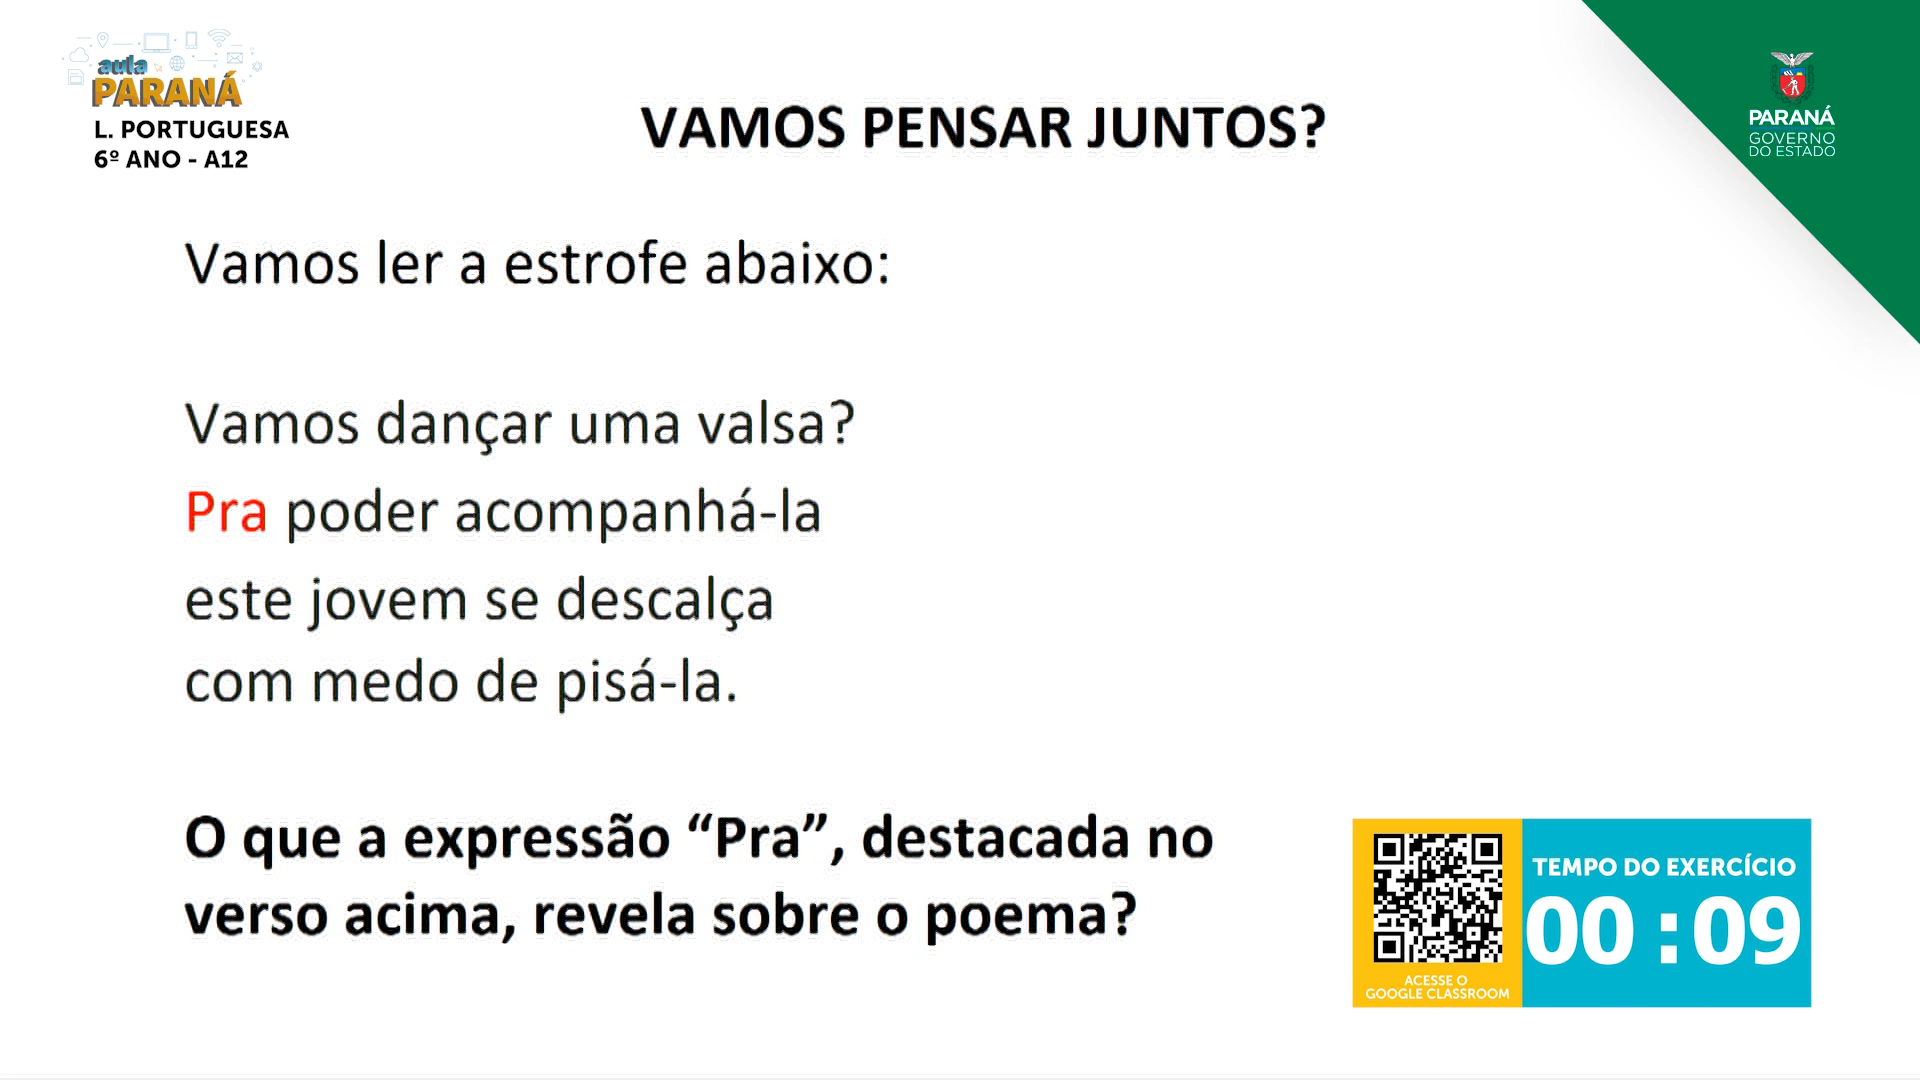 aula
PARANÁ
L. PORTUGUESA
6º ANO - A12
VAMOS PENSAR JUNTOS?
PARANÁ
GOVERNO
DO ESTADO
Vamos ler a estrofe abaixo:
Vamos dançar uma valsa?
Pra poder acompanhá-la
este jovem se descalça
com medo de pisá-la.
O que a expressão “Pra”, destacada no
verso acima, revela sobre o poema?
TEMPO DO EXERCÍCIO
00 : 09
ACESSE O
GOOGLE CLASSROOM